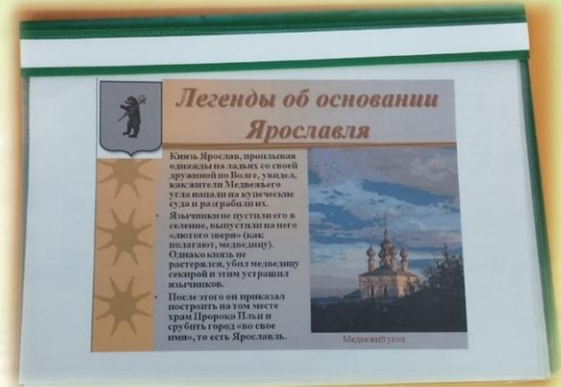 Легенды об основании
Ярославля
Князь Ярослав, проплывая
однажды на ладьях со своей
дружиной по Волге, увидел,
как жители Медвежьего
угла напали на купеческие
суда и разграбили их.
Язычники не пустили его в
селение, выпустили на него
«лютого зверя» (как
полагают, медведицу).
Однако князь не
растерялся, убил медведицу
секирой и этим устрашил
язычников.
После этого он приказал
построить на том месте
храм Пророка Ильи и
срубить город «во свое
имя», то есть Ярославль.
Медвежий угол.